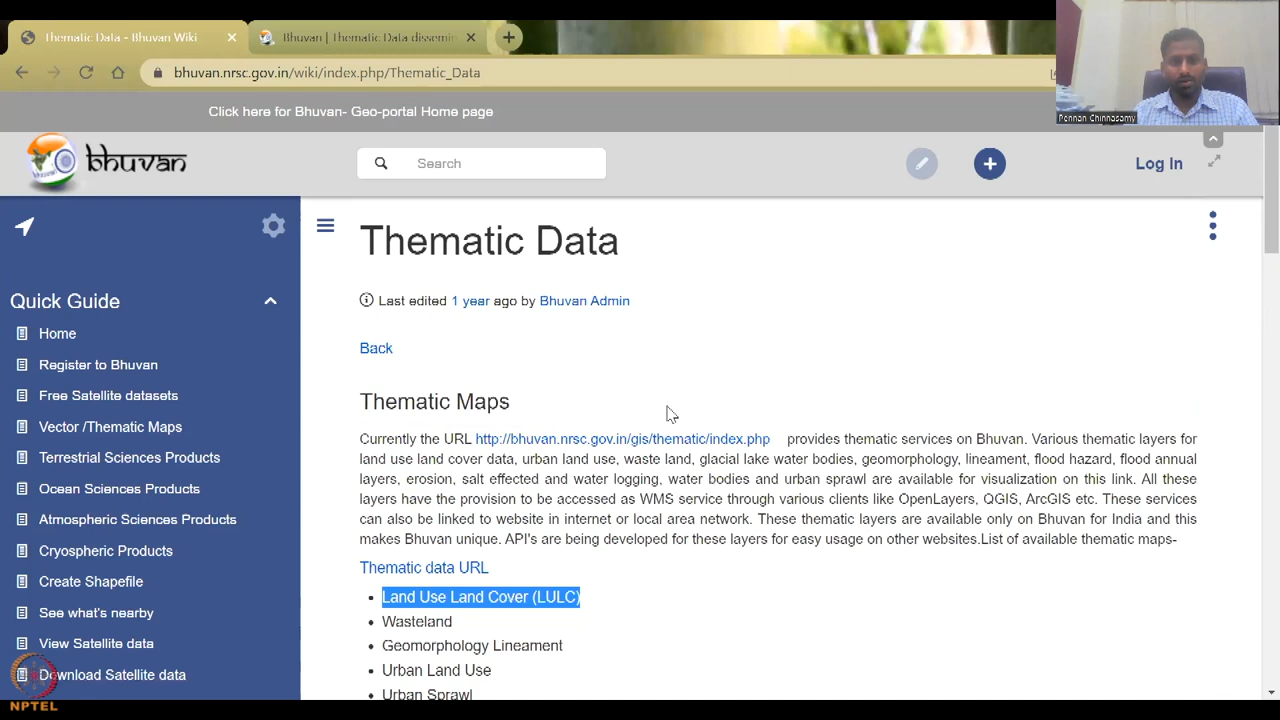 Thematic Data - Bhuvan Wiki
Bhuvan | Thematic Data dissemin
bhuvan.nrsc.gov.in/wiki/index.php/Thematic_Data
Pennan Chinnasamy
Click here for Bhuvan- Geo-portal Home page
bhuvan
Search
Log In
Quick Guide
Home
Register to Bhuvan
Free Satellite datasets
Vector /Thematic Maps
Terrestrial Sciences Products
Ocean Sciences Products
Atmospheric Sciences Products
Cryospheric Products
Create Shapefile
See what's nearby
View Satellite data
Download Satellite data
NPTEL
Thematic Data
Last edited 1 year ago by Bhuvan Admin
Back
Thematic Maps
Currently the URL http://bhuvan.nrsc.gov.in/gis/thematic/index.php provides thematic services on Bhuvan. Various thematic layers for
land use land cover data, urban land use, waste land, glacial lake water bodies, geomorphology, lineament, flood hazard, flood annual
layers, erosion, salt effected and water logging, water bodies and urban sprawl are available for visualization on this link. All these
layers have the provision to be accessed as WMS service through various clients like OpenLayers, QGIS, ArcGIS etc. These services
can also be linked to website in internet or local area network. These thematic layers are available only on Bhuvan for India and this
makes Bhuvan unique. API's are being developed for these layers for easy usage on other websites.List of available thematic maps-
Thematic data URL
Land Use Land Cover (LULC)
Wasteland
Geomorphology Lineament
Urban Land Use
Urban Sprawl